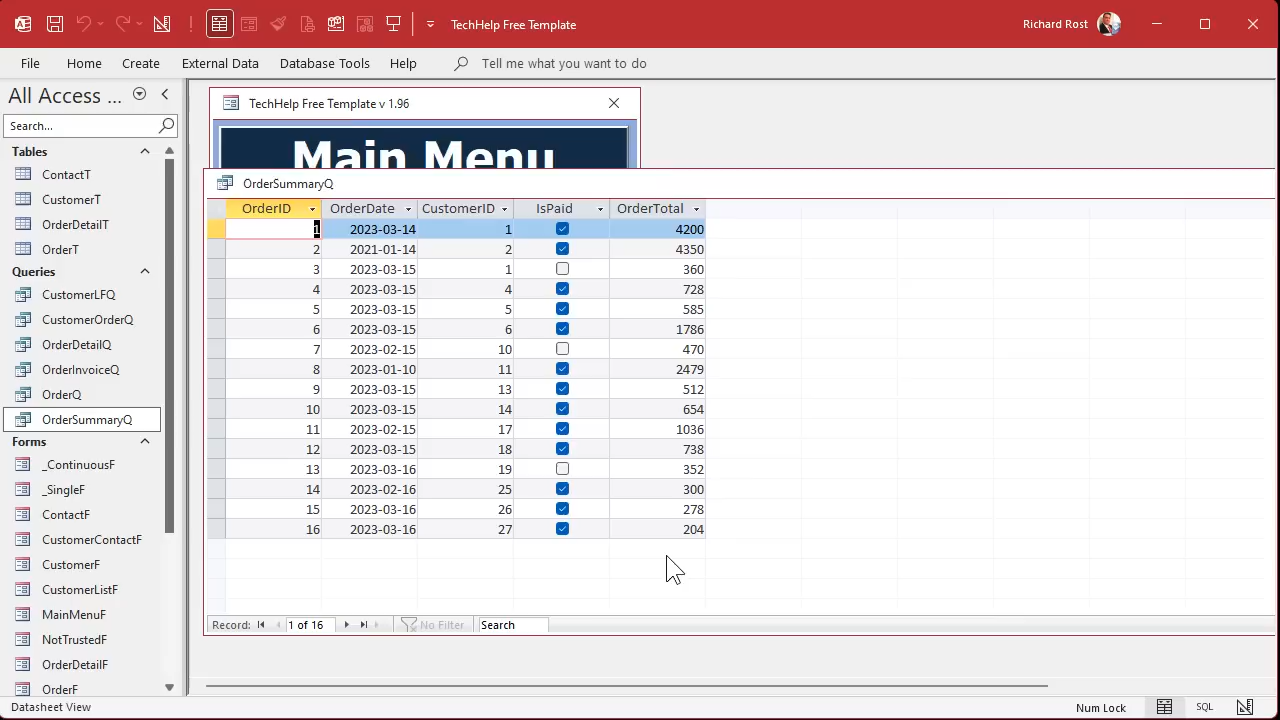 TechHelp Free Template
Richard Rost
File Home Create External Data Database Tools Help Tell me what you want to do
All Access ...
Search...
Tables
ContactT
CustomerT
OrderDetailT
OrderT
Queries
CustomerLFQ
CustomerOrderQ
OrderDetailQ
OrderInvoiceQ
OrderQ
OrderSummaryQ
Forms
_ContinuousF
_SingleF
ContactF
CustomerContactF
CustomerF
CustomerListF
MainMenuF
NotTrustedF
OrderDetailF
OrderF
TechHelp Free Template v 1.96
Main Menu
OrderSummaryQ
OrderID OrderDate CustomerID IsPaid OrderTotal
1 2023-03-14 1 4200
2 2021-01-14 2 4350
3 2023-03-15 1 360
4 2023-03-15 4 728
5 2023-03-15 5 585
6 2023-03-15 6 1786
7 2023-02-15 10 470
8 2023-01-10 11 2479
9 2023-03-15 13 512
10 2023-03-15 14 654
11 2023-02-15 17 1036
12 2023-03-15 18 738
13 2023-03-16 19 352
14 2023-02-16 25 300
15 2023-03-16 26 278
16 2023-03-16 27 204
Record: 1 of 16 No Filter Search
Datasheet View
Num Lock SQL